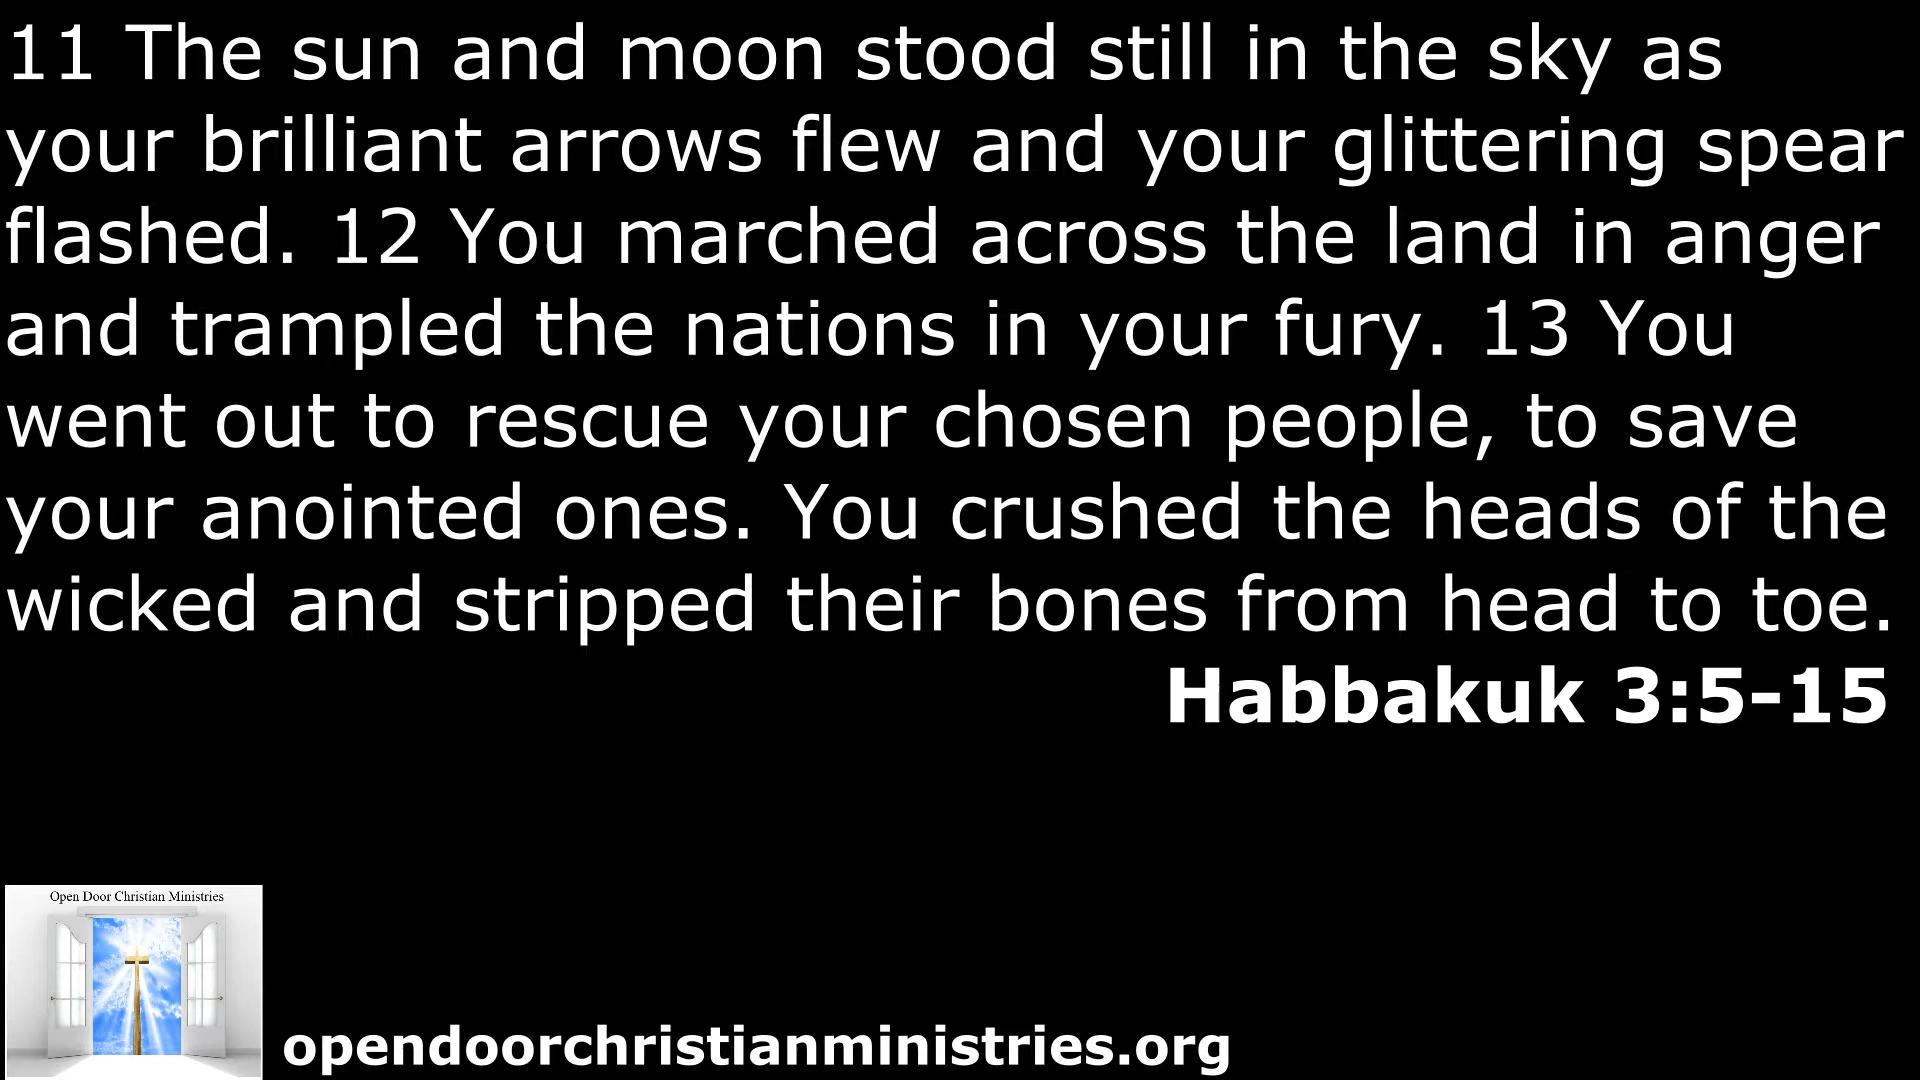 11 The sun and moon stood still in the sky as
your brilliant arrows flew and your glittering spear
flashed. 12 You marched across the land in anger
and trampled the nations in your fury. 13 You
went out to rescue your chosen people, to save
your anointed ones. You crushed the heads of the
wicked and stripped their bones from head to toe.
Habbakuk 3:5-15
Open Door Christian Ministries
opendoorchristianministries.org